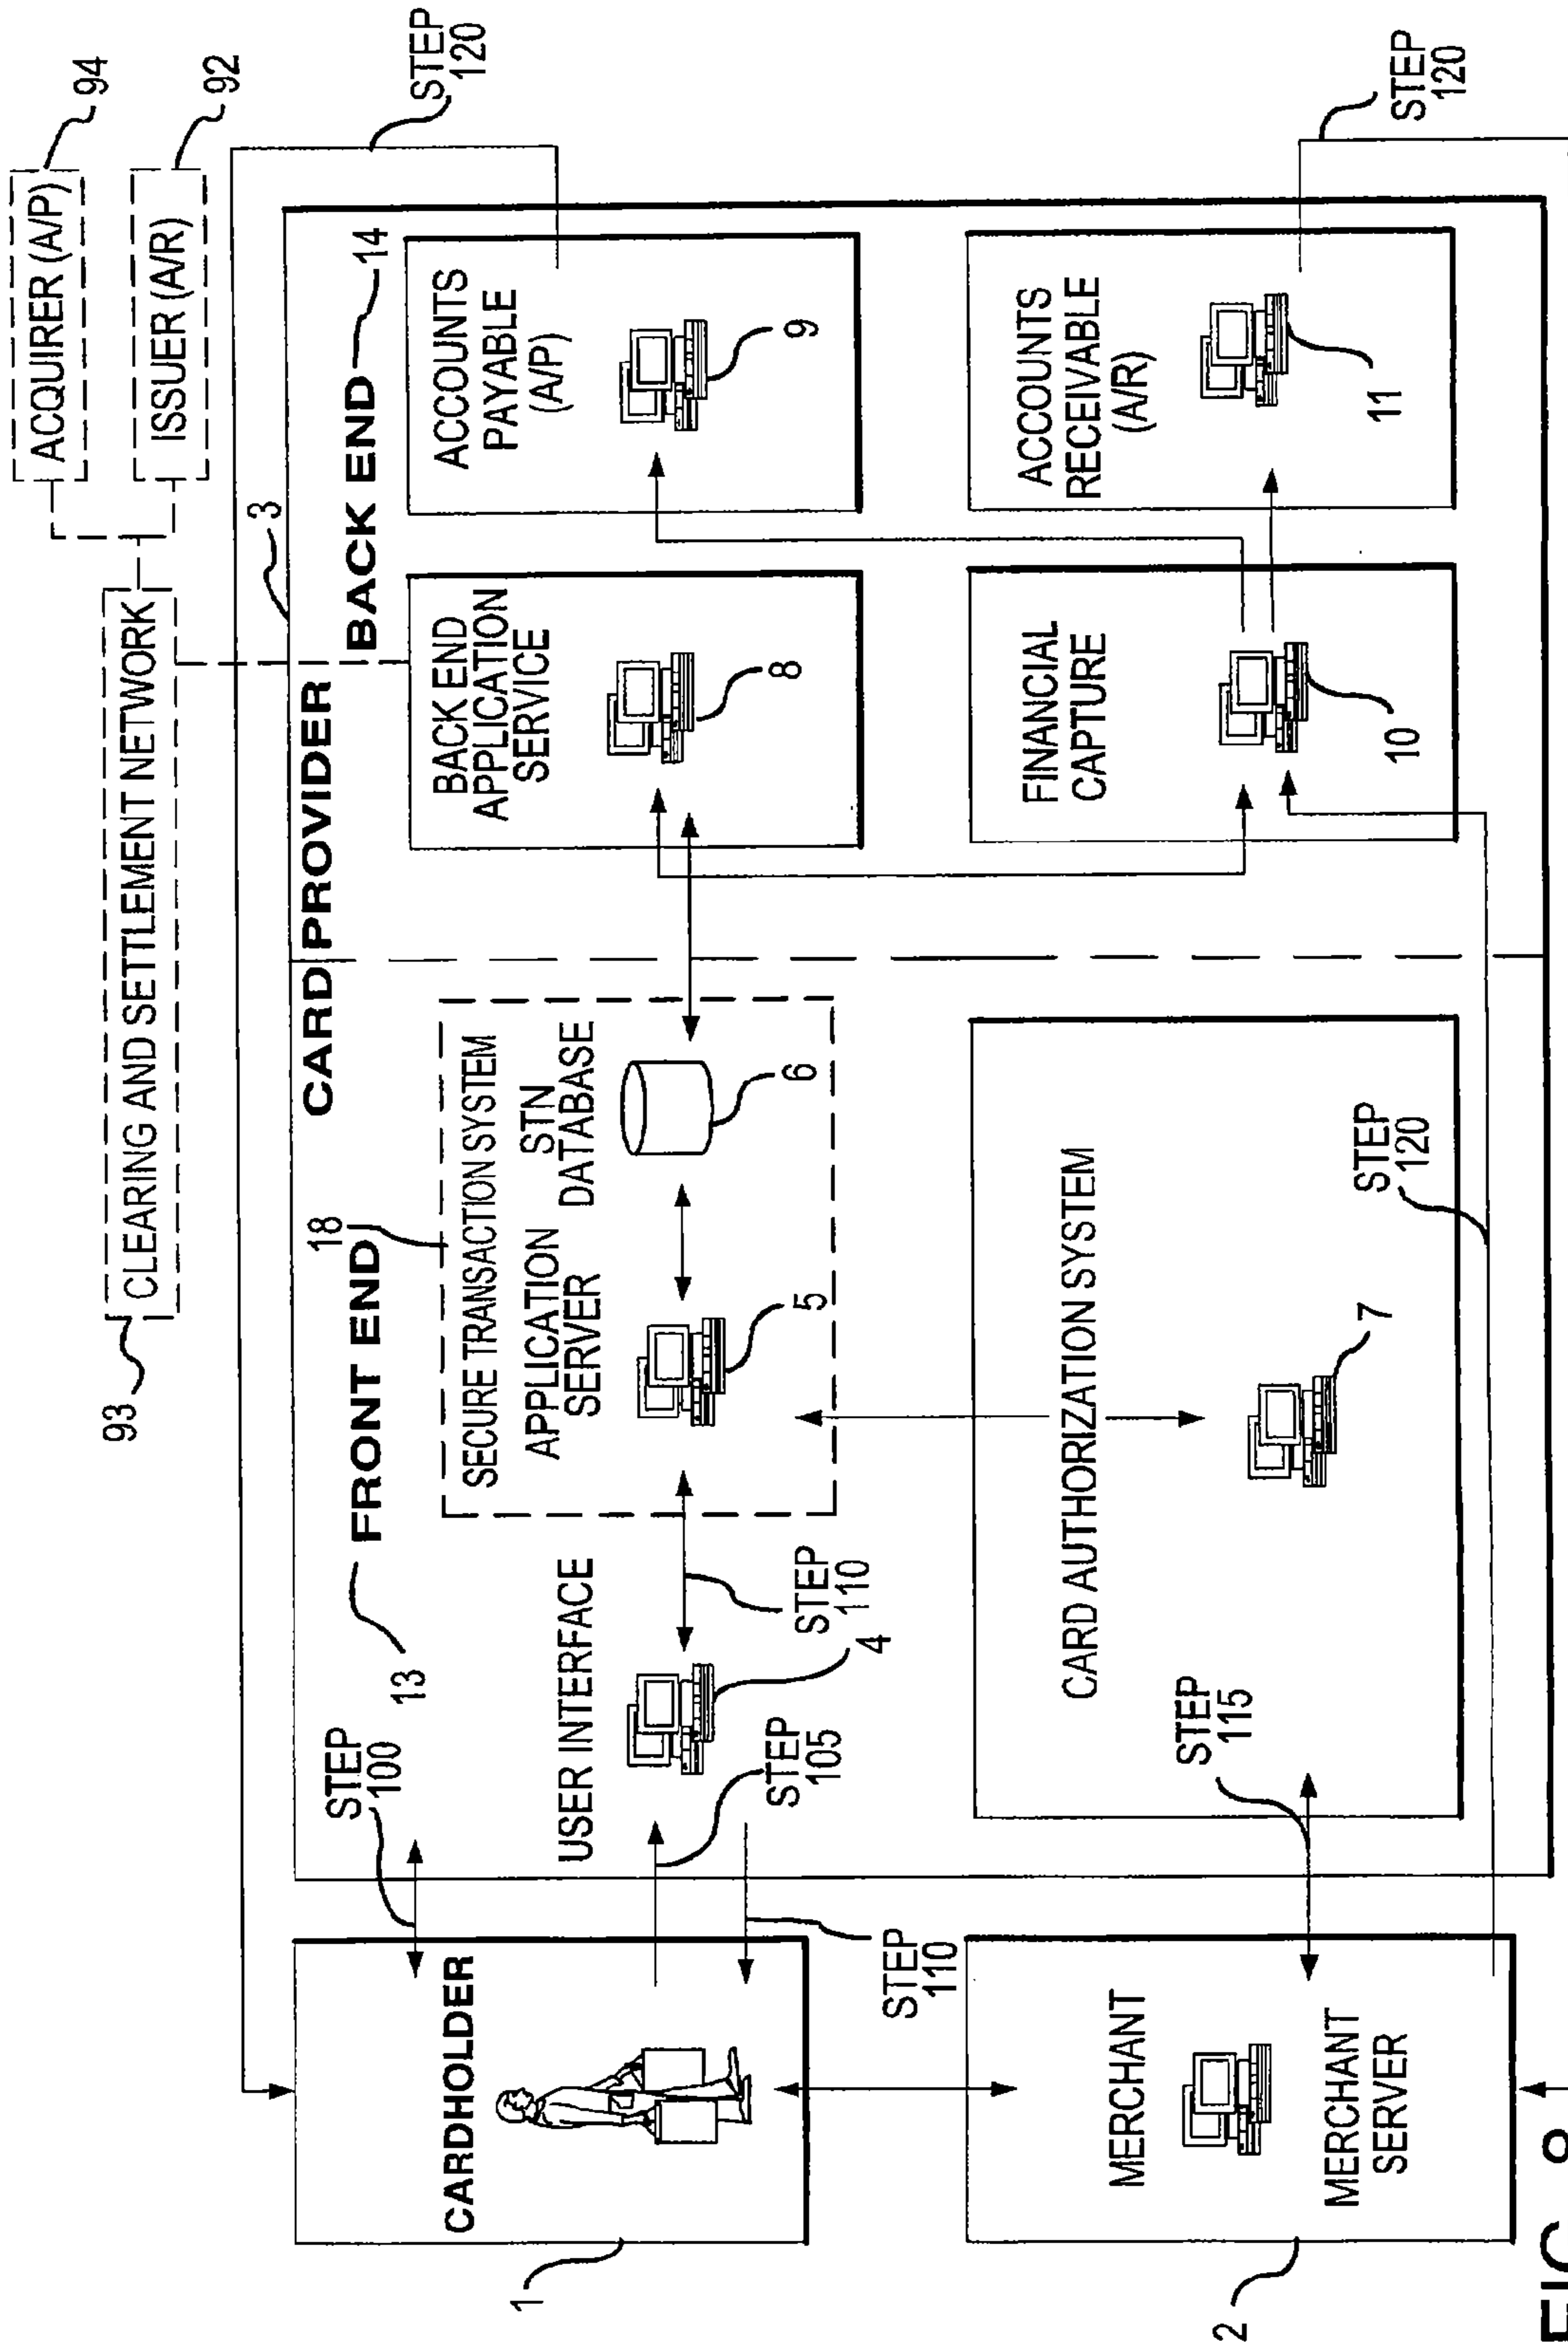 93
CLEARING AND SETTLEMENT NETWORK
ACQUIRER (A/P)
94
ISSUER (A/R)
92
3
STEP
120
CARD PROVIDER
13
FRONT END
BACK END
14
STEP
100
CARDHOLDER
1
USER INTERFACE
4
STEP
105
STEP
110
STEP
110
18
SECURE TRANSACTION SYSTEM
APPLICATION
SERVER
5
STN
DATABASE
6
BACK END
APPLICATION
SERVICE
8
ACCOUNTS
PAYABLE
(A/P)
9
MERCHANT
MERCHANT
SERVER
2
STEP
115
CARD AUTHORIZATION SYSTEM
7
STEP
120
FINANCIAL
CAPTURE
10
ACCOUNTS
RECEIVABLE
(A/R)
11
STEP
120